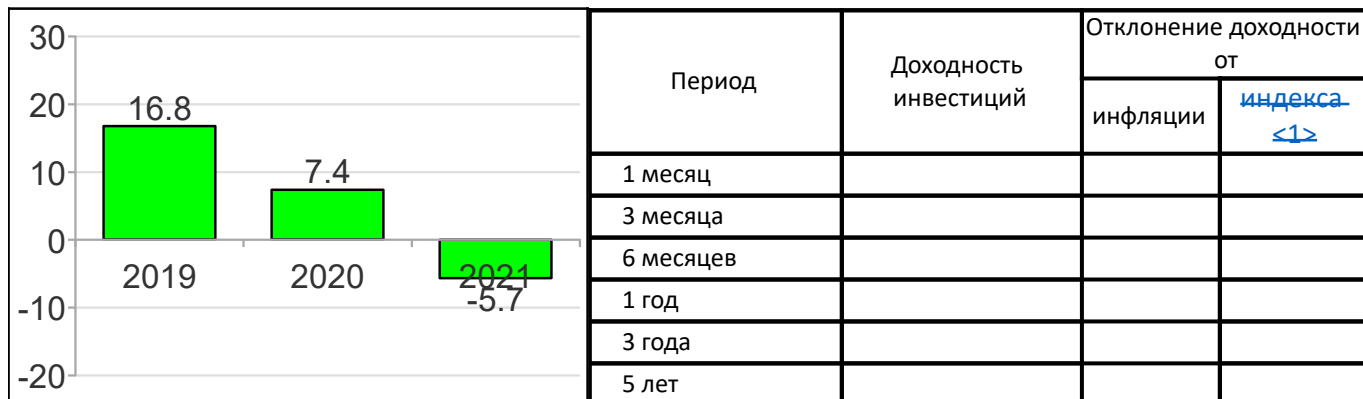 30
20
10
0
-10
-20
16.8
7.4
-5.7
2019
2020
2021
Период
Доходность
инвестиций
Отклонение доходности
от
инфляции
индекса
<1>
1 месяц
3 месяца
6 месяцев
1 год
3 года
5 лет